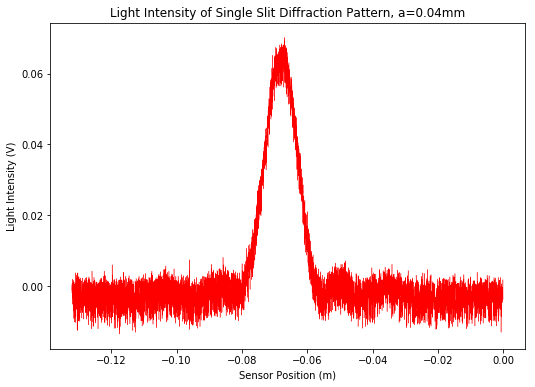 Light Intensity of Single Slit Diffraction Pattern, a=0.04mm
0.06
0.04
0.02
0.00
Light Intensity (V)
−0.12 −0.10 −0.08 −0.06 −0.04 −0.02 0.00
Sensor Position (m)